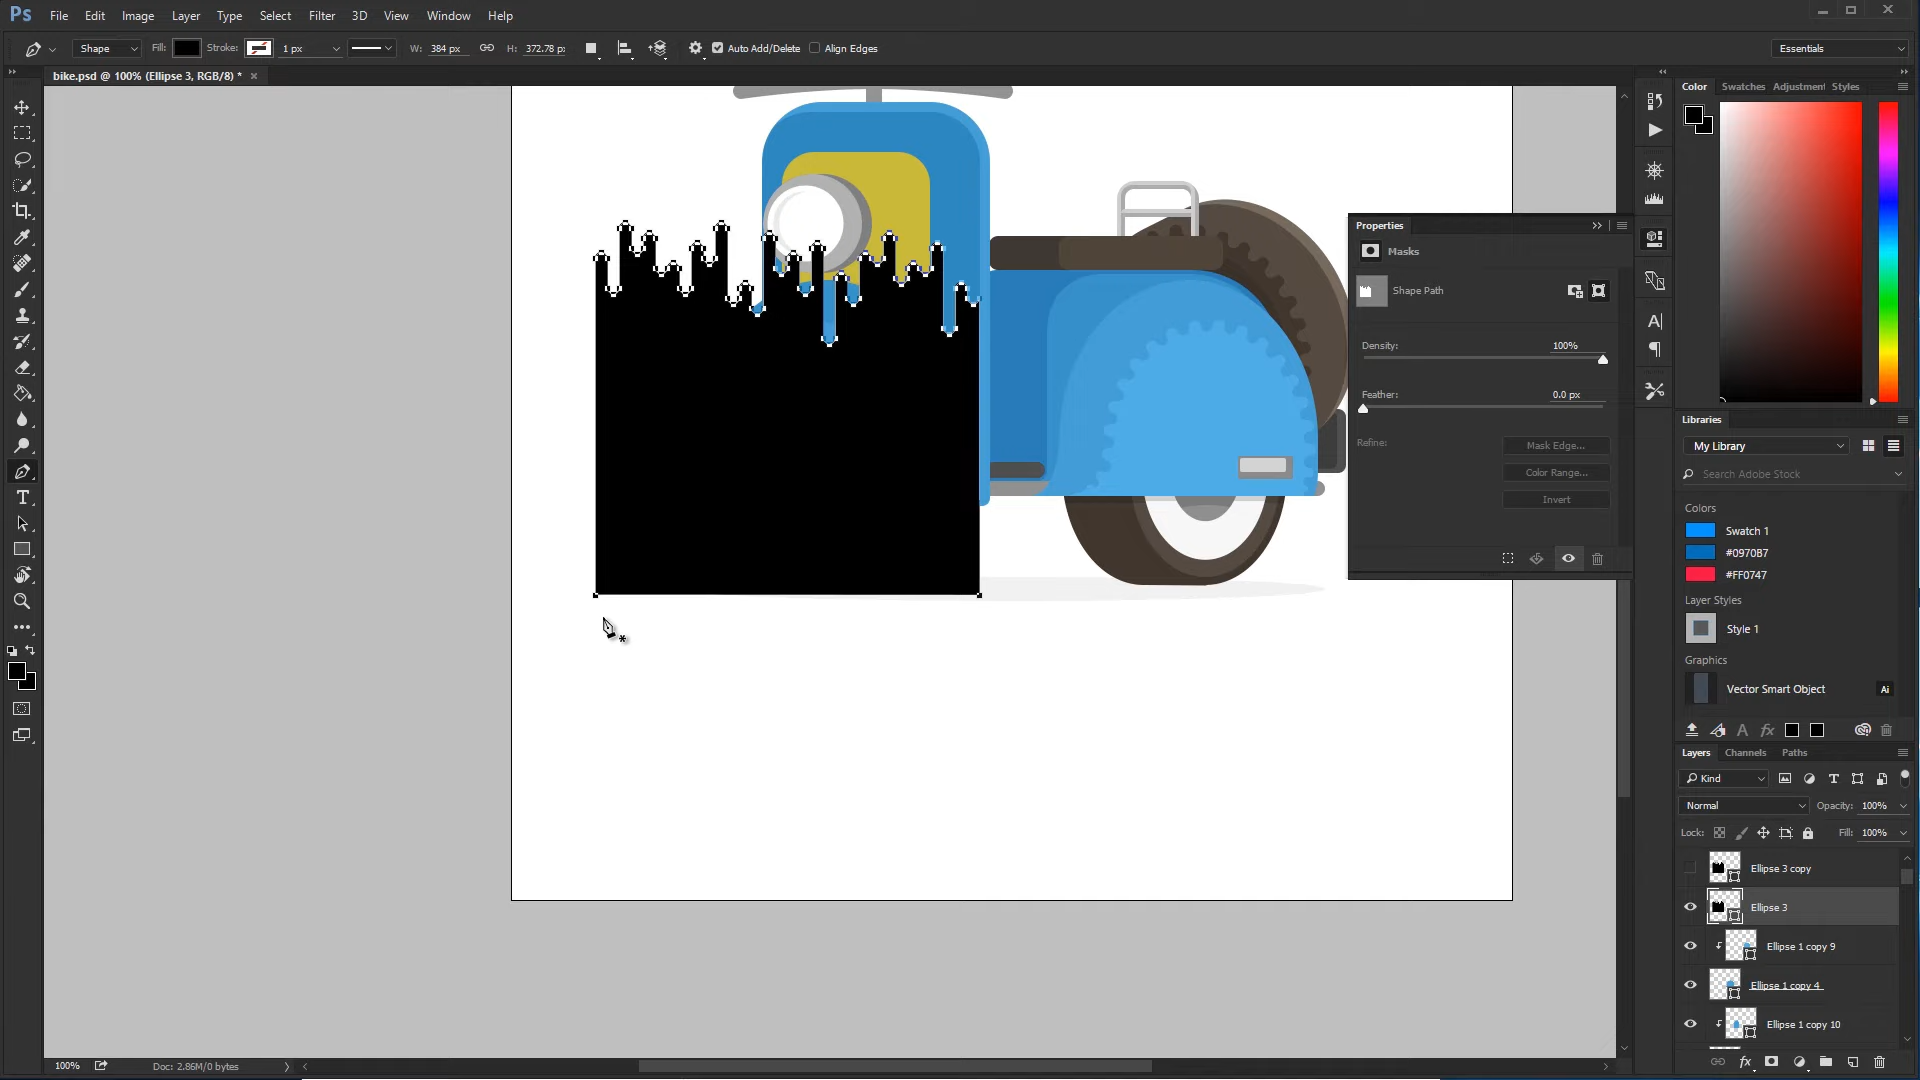 Ps File Edit Image Layer Type Select Filter 3D View Window Help
Shape Fill: Stroke: 1 px W: 384 px H: 372.78 p: Auto Add/Delete Align Edges Essentials
bike.psd @ 100% (Ellipse 3, RGB/8) *
Color Swatches Adjustment Styles
Properties
Masks
Shape Path
Density: 100%
Feather: 0.0 px
Refine: Mask Edge...
Color Range...
Invert
Libraries
My Library
Search Adobe Stock
Colors
Swatch 1
#0970B7
#FF0747
Layer Styles
Style 1
Graphics
Vector Smart Object Ai
Layers Channels Paths
Kind
Normal Opacity: 100%
Lock: Fill: 100%
Ellipse 3 copy
Ellipse 3
Ellipse 1 copy 9
Ellipse 1 copy 4
Ellipse 1 copy 10
100% Doc: 2.86M/0 bytes